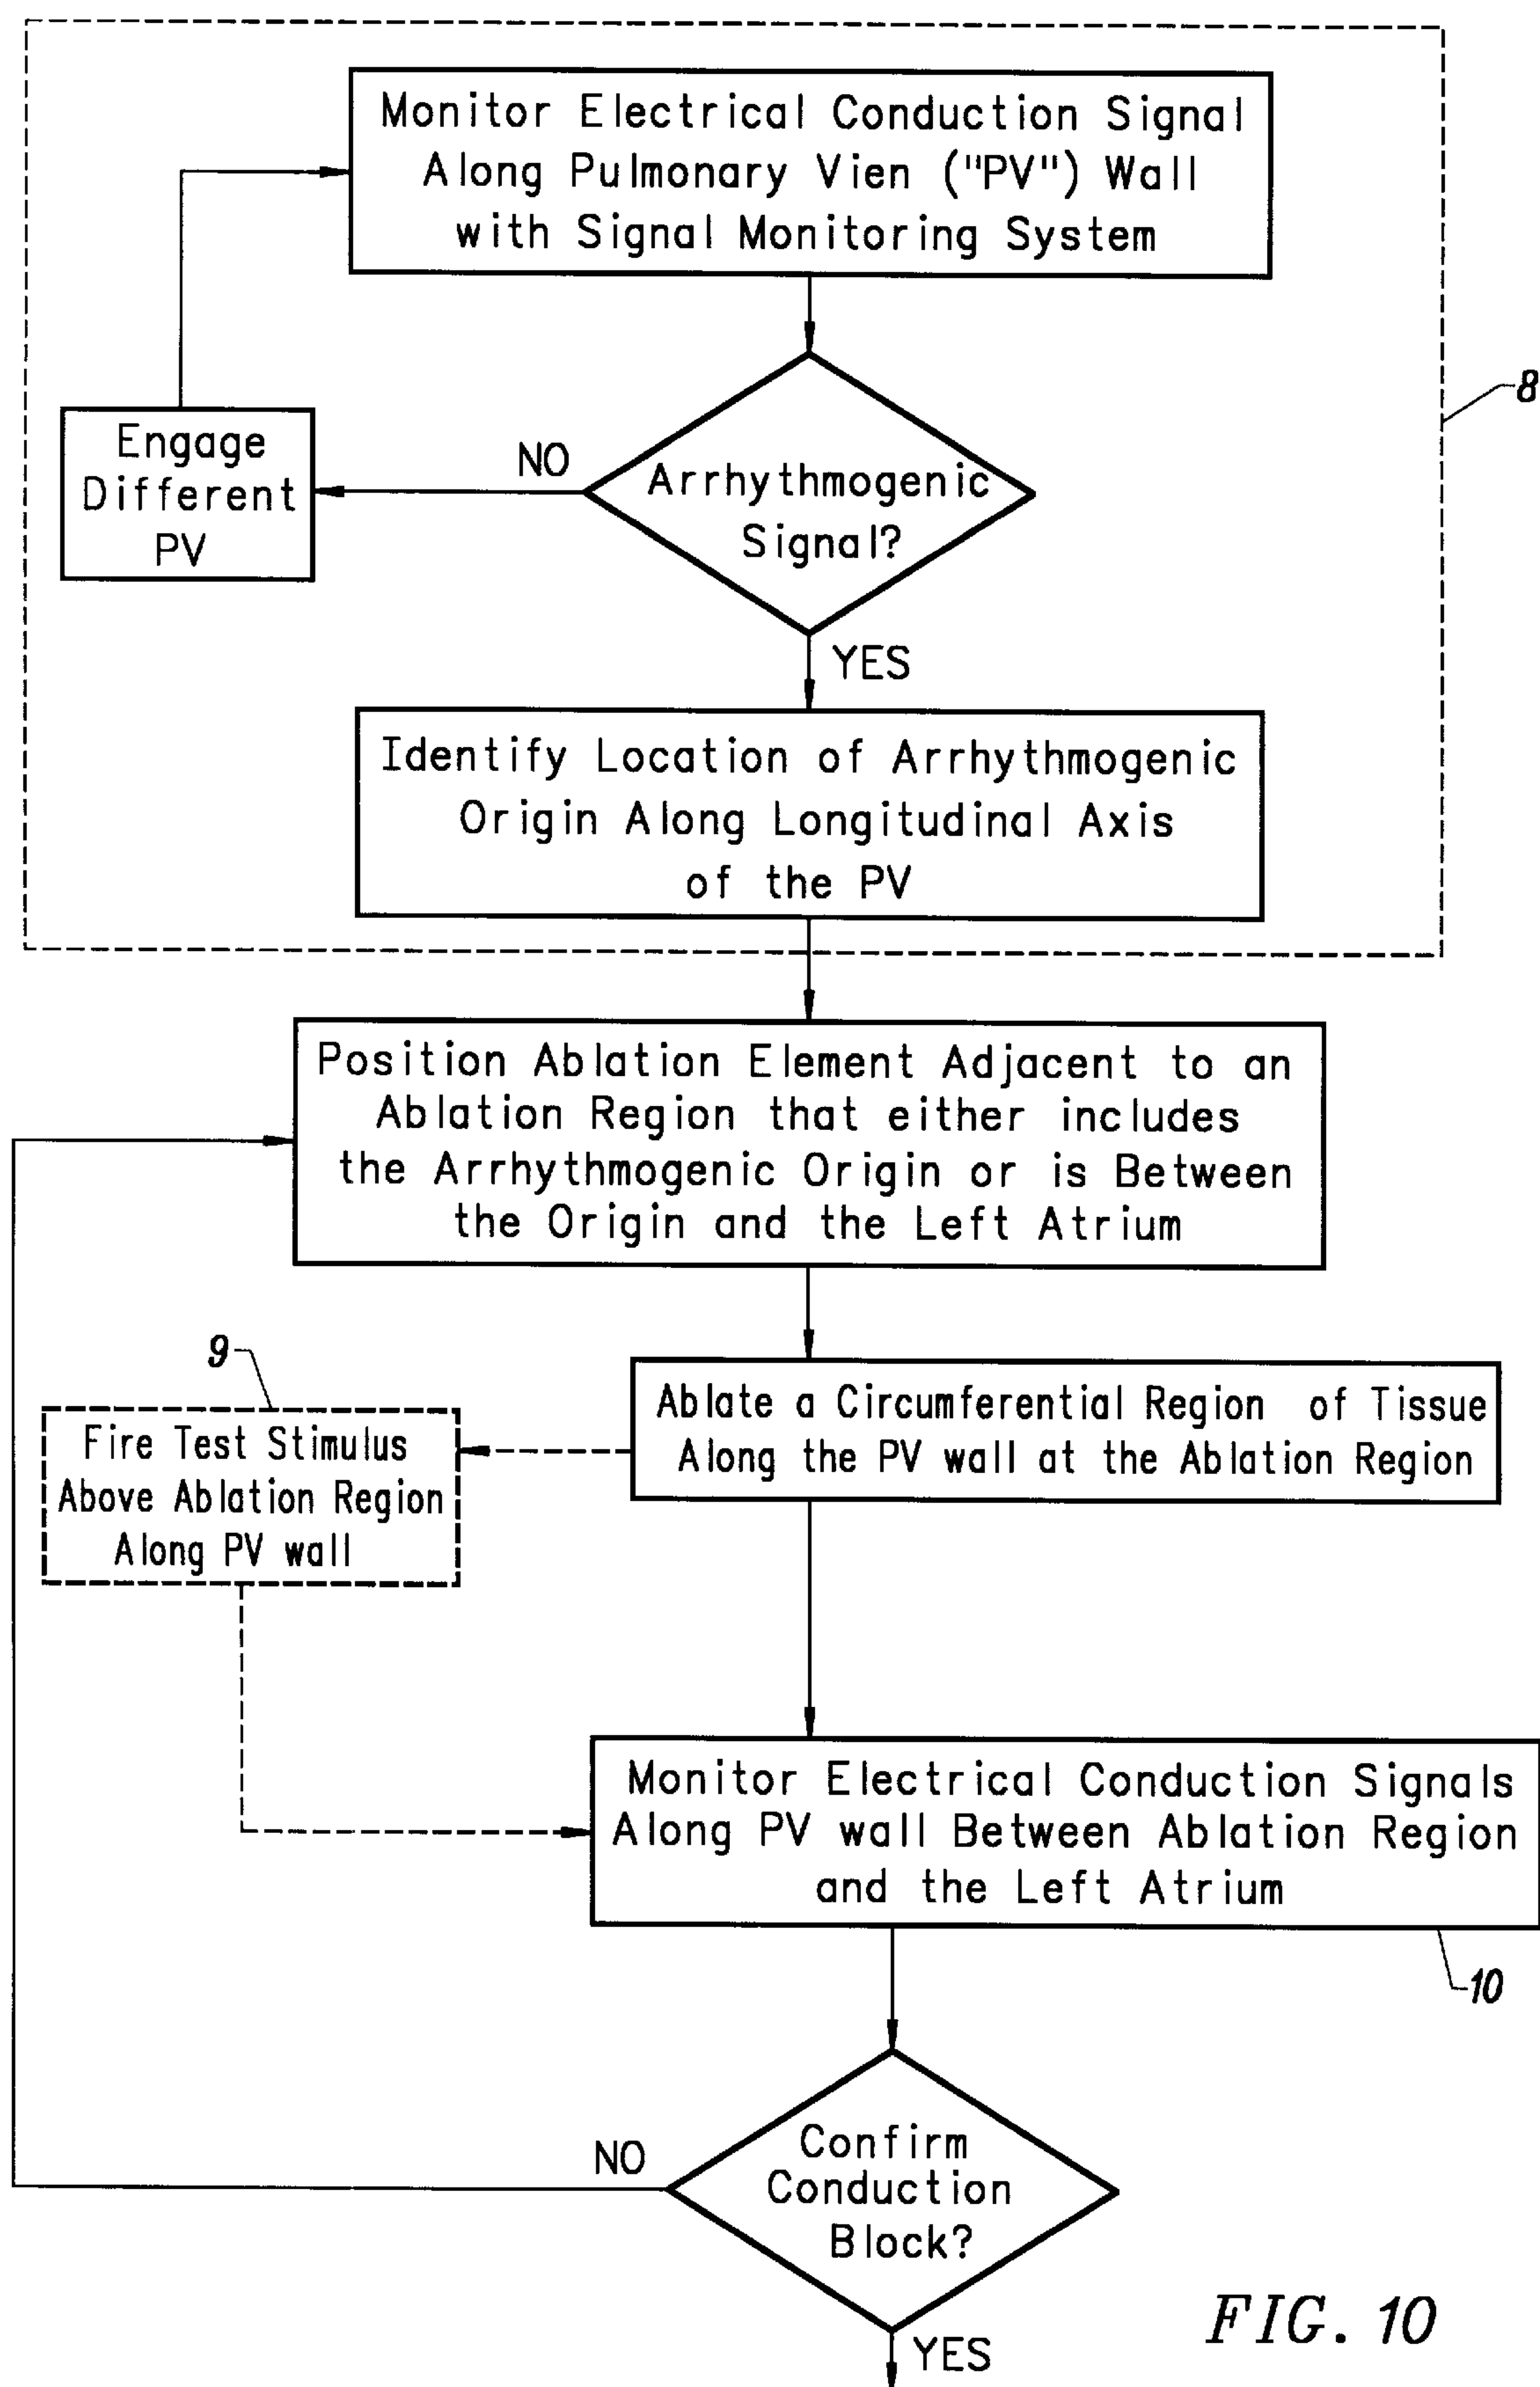 Monitor Electrical Conduction Signal
Along Pulmonary Vien ("PV") Wall
with Signal Monitoring System
8
Engage
Different
PV
NO
Arrhythmogenic
Signal?
YES
Identify Location of Arrhythmogenic
Origin Along Longitudinal Axis
of the PV
Position Ablation Element Adjacent to an
Ablation Region that either includes
the Arrhythmogenic Origin or is Between
the Origin and the Left Atrium
9
Ablate a Circumferential Region of Tissue
Along the PV wall at the Ablation Region
Fire Test Stimulus
Above Ablation Region
Along PV wall
Monitor Electrical Conduction Signals
Along PV wall Between Ablation Region
and the Left Atrium
10
NO
Confirm
Conduction
Block?
YES
FIG. 10